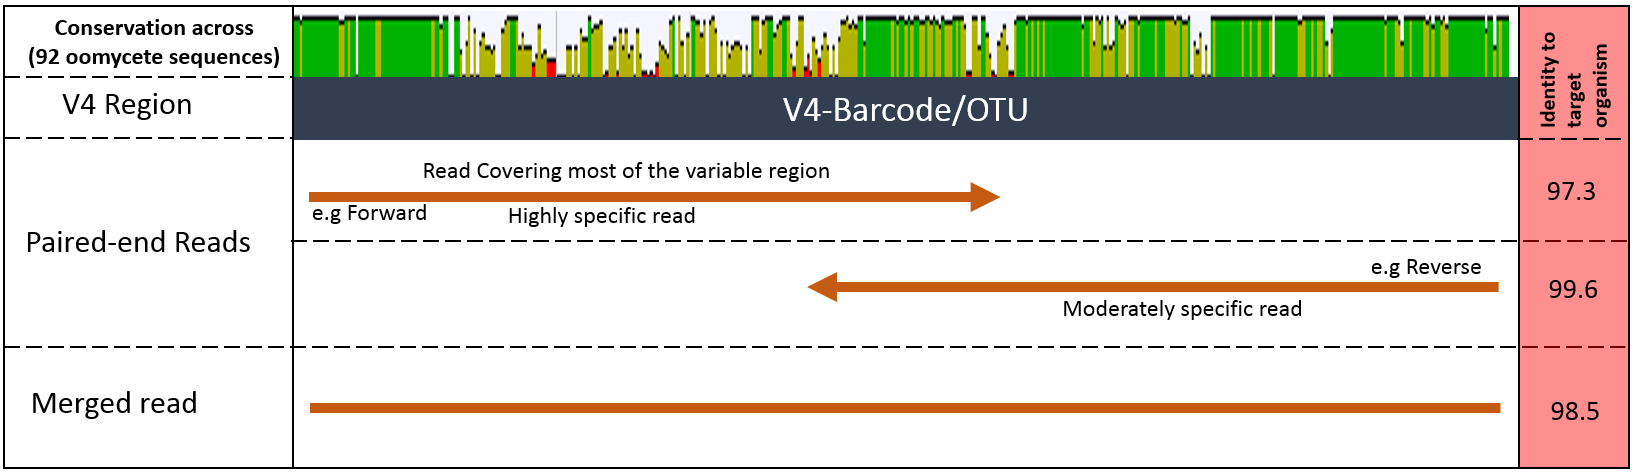 Conservation across
(92 oomycete sequences)
Identity to
target
organism
V4 Region
V4-Barcode/OTU
Paired-end Reads
Read Covering most of the variable region
e.g Forward
Highly specific read
97.3
e.g Reverse
Moderately specific read
99.6
Merged read
98.5